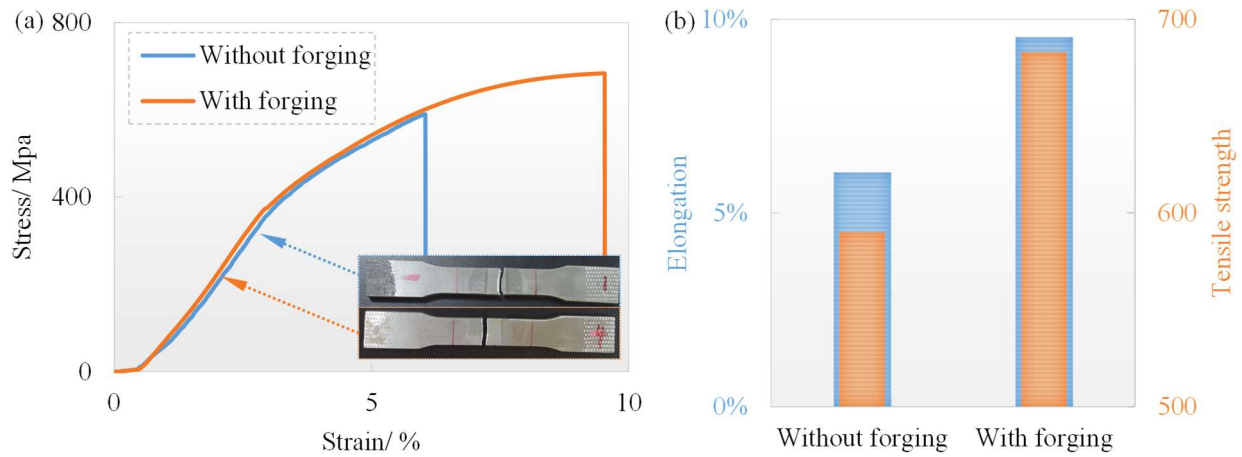 (a)
800
400
0
Stress/ Mpa
Without forging
With forging
0
5
10
Strain/ %
(b)
10%
5%
0%
Elongation
700
600
500
Tensile strength
Without forging
With forging